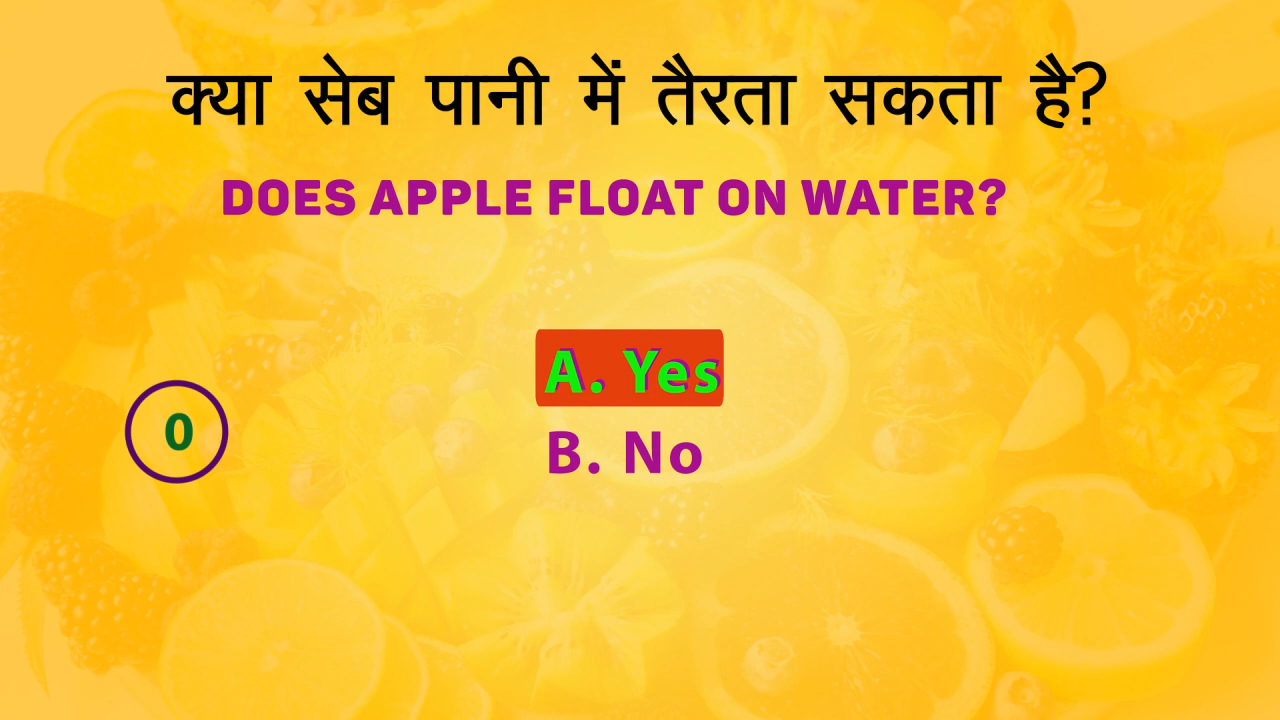 क्या सेब पानी में तैरता सकता है?
DOES APPLE FLOAT ON WATER?
A. Yes
0
B. No